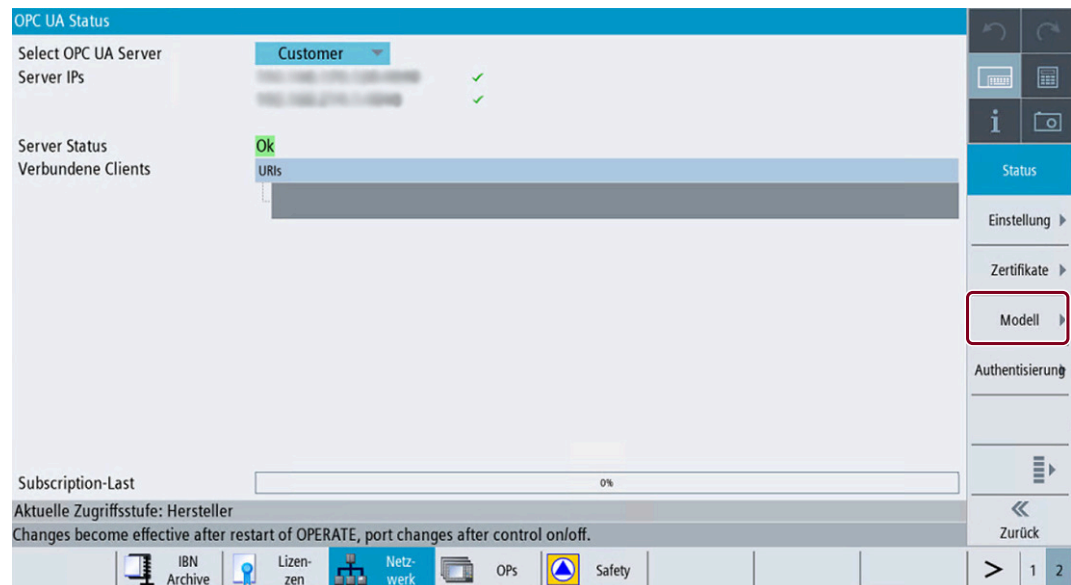 OPC UA Status
Select OPC UA Server
Customer
Server IPs
Server Status
Ok
Verbundene Clients
URIs
Subscription-Last
0%
Aktuelle Zugriffsstufe: Hersteller
Changes become effective after restart of OPERATE, port changes after control on/off.
i
Status
Einstellung
Zertifikate
Modell
Authentisierung
Zurück
IBN
Archive
Lizen-
zen
Netz-
werk
OPs
Safety
>
1
2